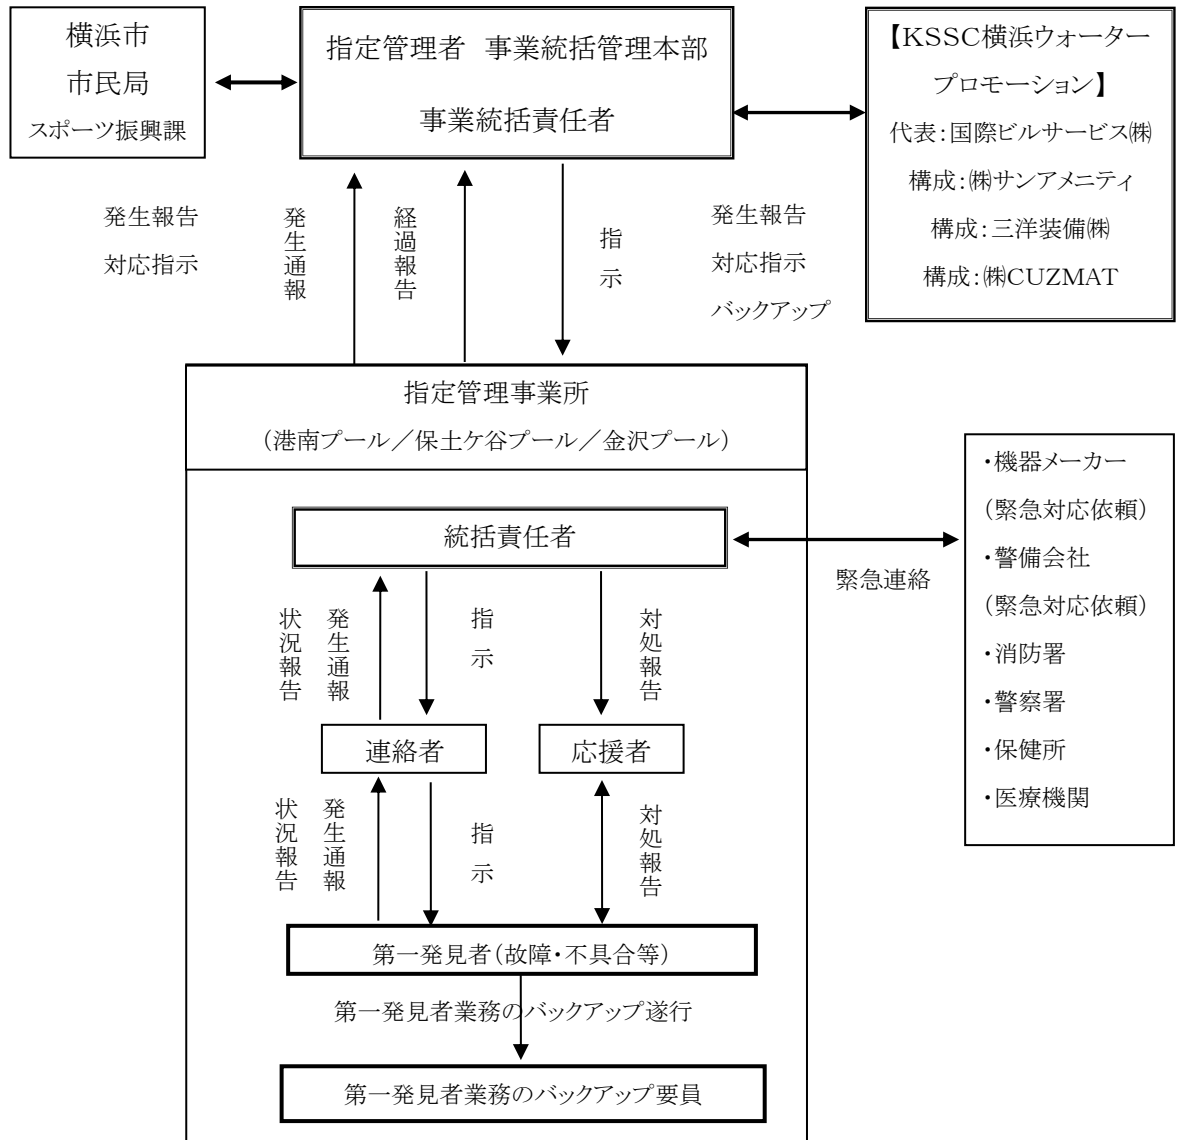 横浜市
市民局
スポーツ振興課
指定管理者 事業統括管理本部
事業統括責任者
【KSSC横浜ウォーター
プロモーション】
代表:国際ビルサービス㈱
構成:㈱サンアメニティ
構成:三洋装備㈱
構成:㈱CUZMAT
発生報告
対応指示
発生通報
経過報告
指示
発生報告
対応指示
バックアップ
指定管理事業所
(港南プール/保土ケ谷プール/金沢プール)
統括責任者
緊急連絡
・機器メーカー
(緊急対応依頼)
・警備会社
(緊急対応依頼)
・消防署
・警察署
・保健所
・医療機関
状況報告
発生通報
指示
対処報告
連絡者
応援者
状況報告
発生通報
指示
対処報告
第一発見者(故障・不具合等)
第一発見者業務のバックアップ遂行
第一発見者業務のバックアップ要員